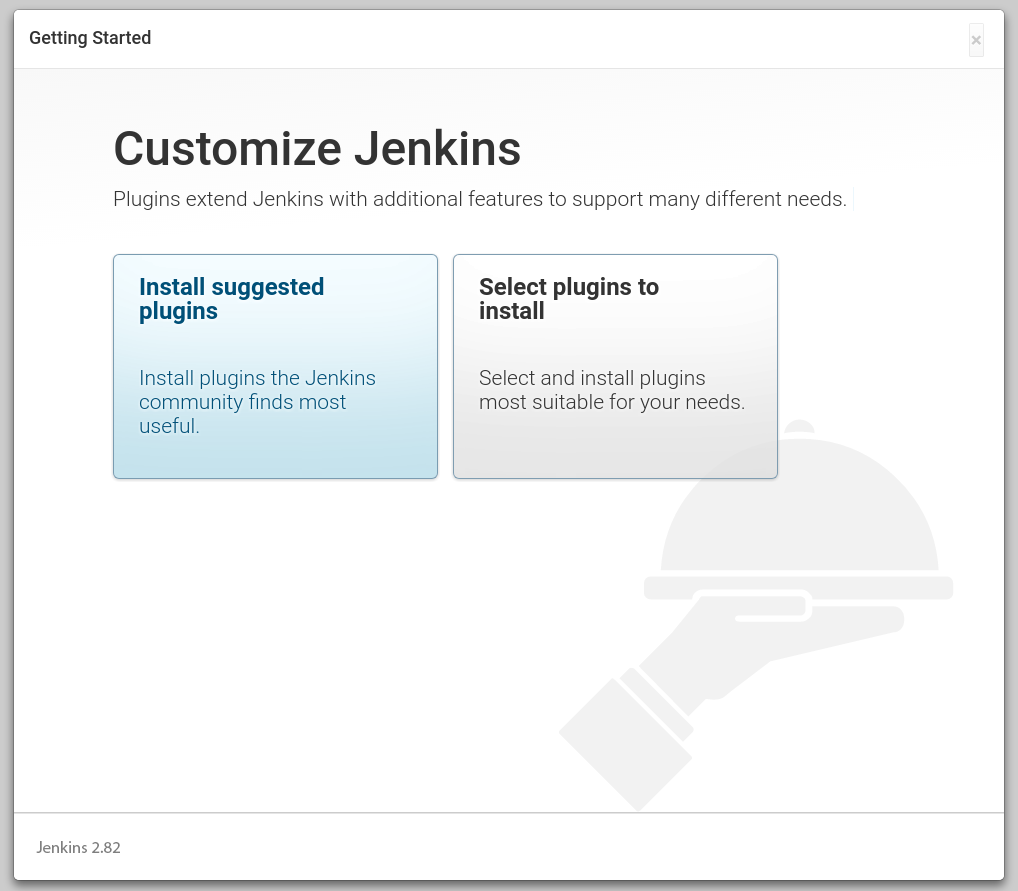 Getting Started
×
Customize Jenkins
Plugins extend Jenkins with additional features to support many different needs.
Install suggested
plugins
Install plugins the Jenkins
community finds most
useful.
Select plugins to
install
Select and install plugins
most suitable for your needs.
Jenkins 2.82